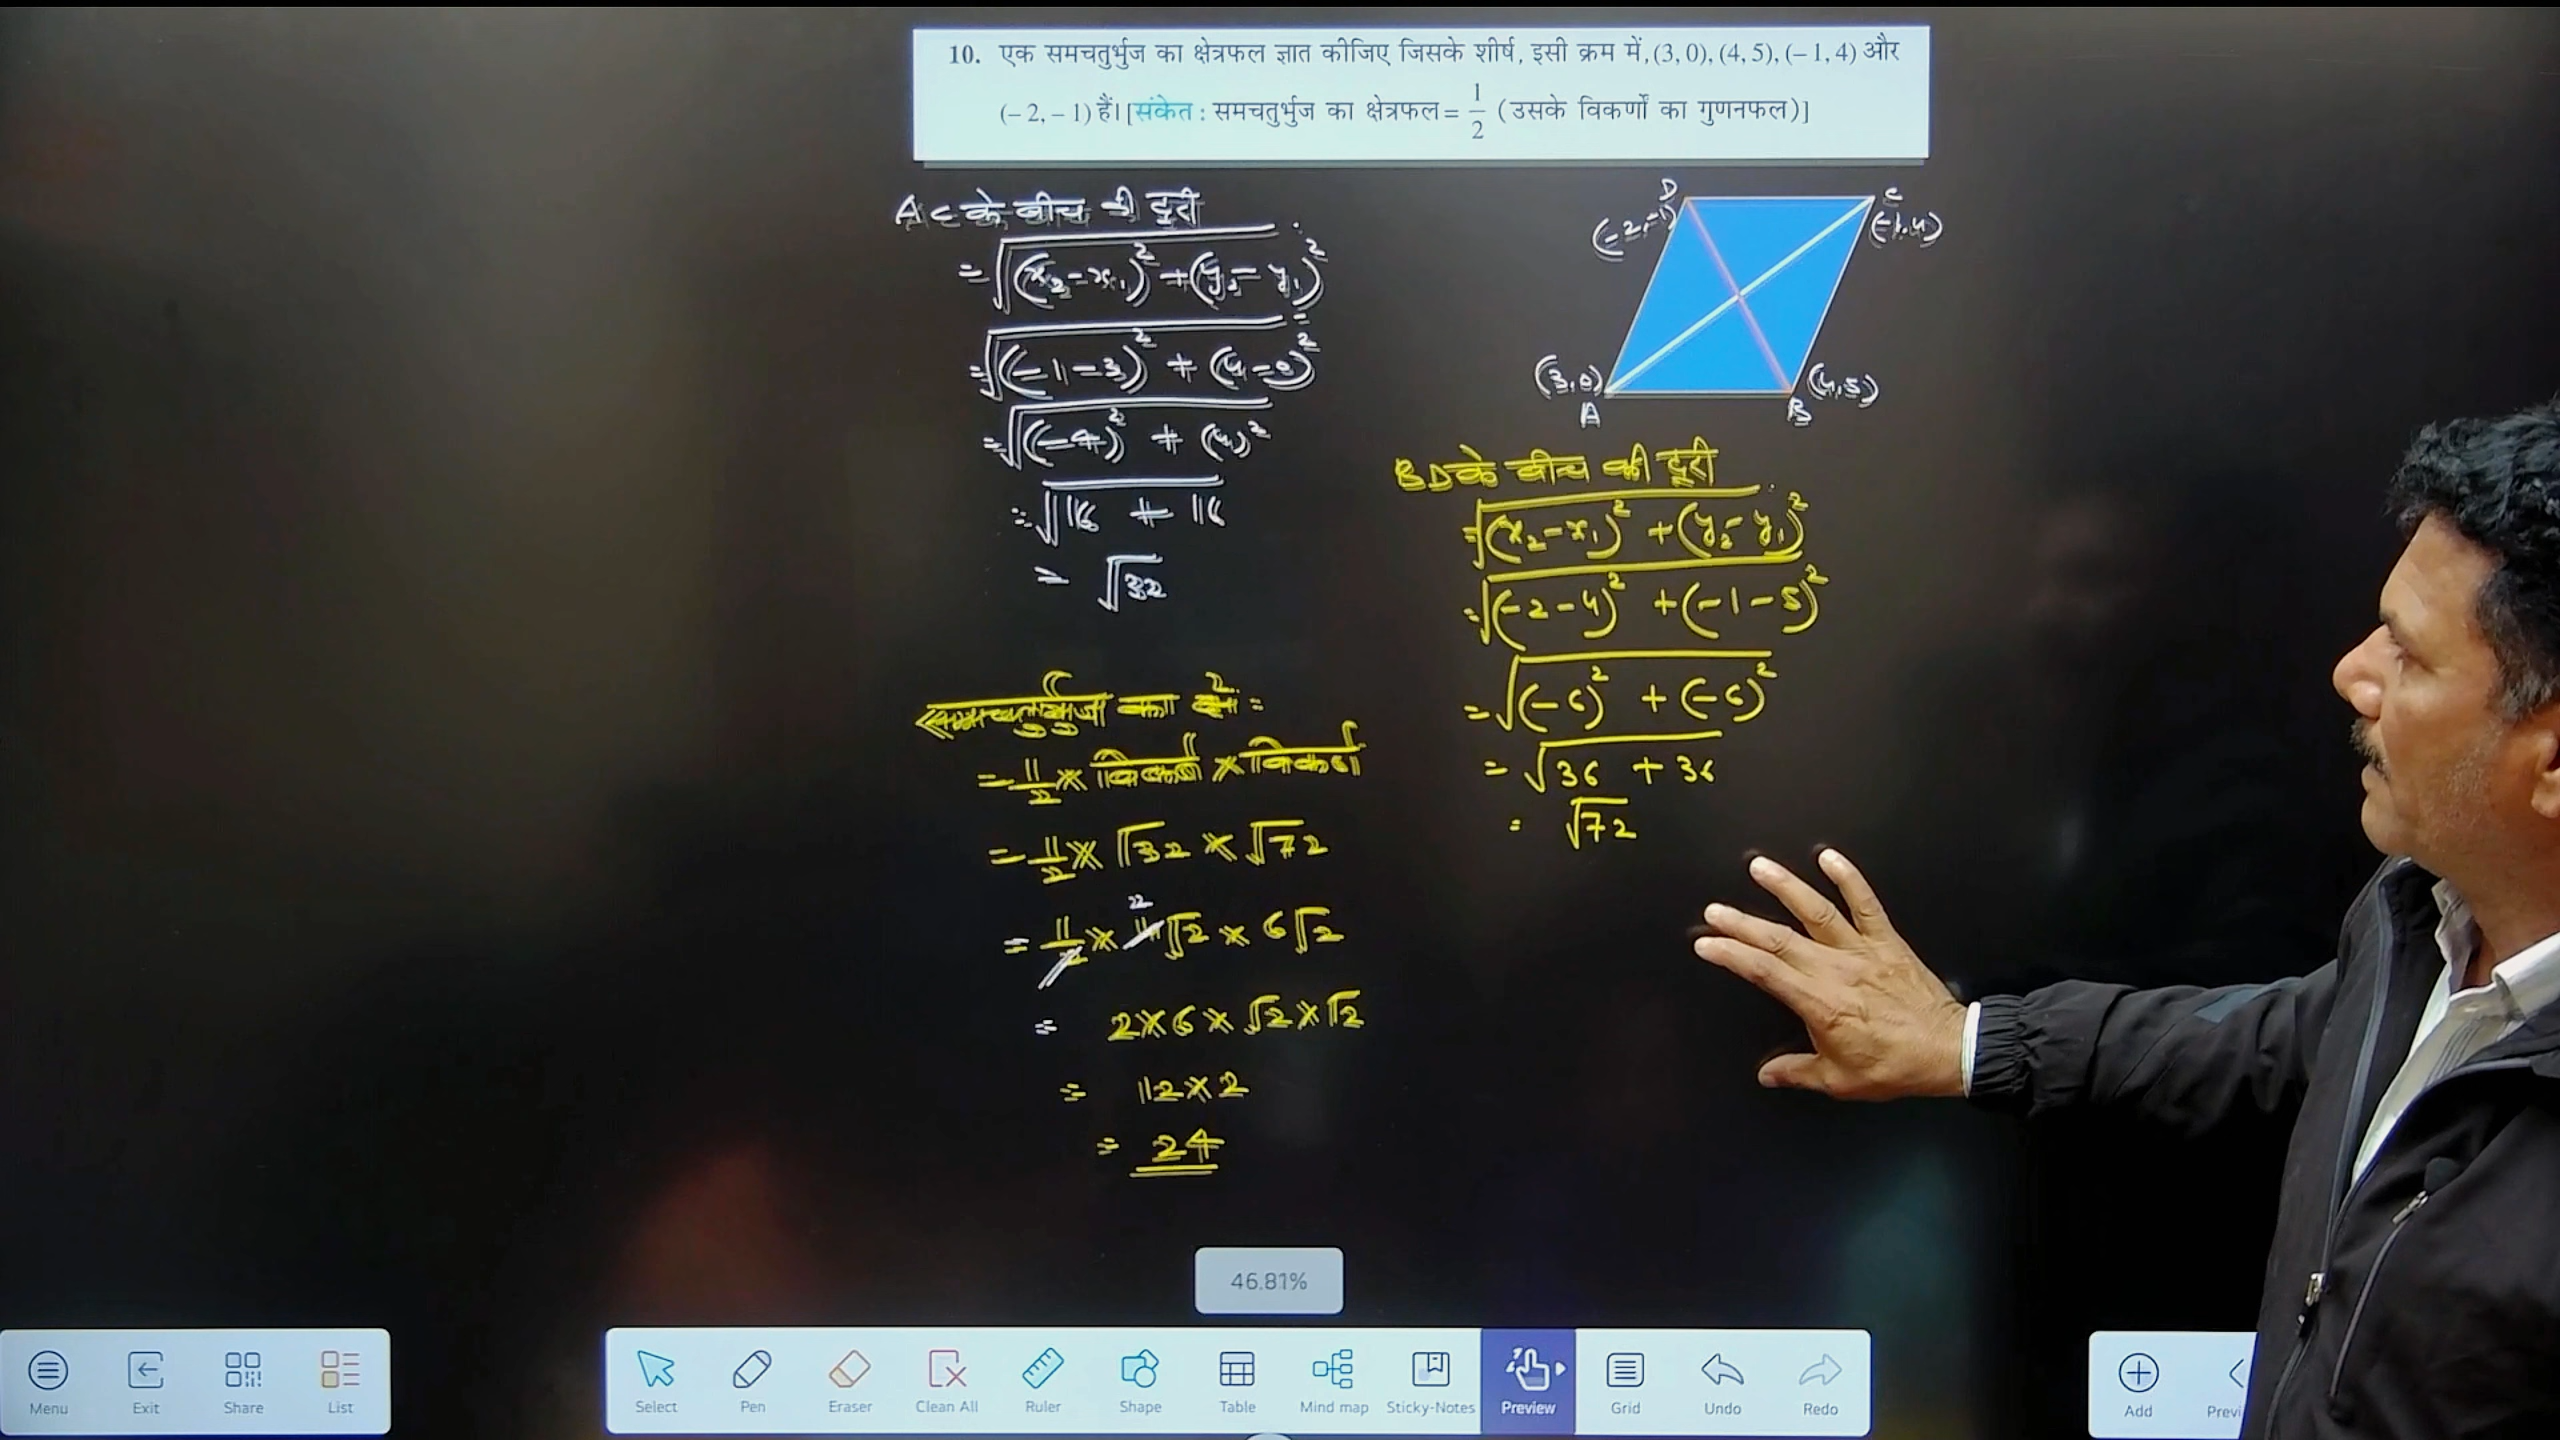 10. एक समचतुर्भुज का क्षेत्रफल ज्ञात कीजिए जिसके शीर्ष, इसी क्रम में, (3, 0), (4, 5), (– 1, 4) और
(– 2, – 1) हैं। [संकेत : समचतुर्भुज का क्षेत्रफल = 1/2 (उसके विकर्णों का गुणनफल)]
AC के बीच की दूरी
= √(x₂ - x₁)² + (y₂ - y₁)²
= √(-1 - 3)² + (4 - 0)²
= √(-4)² + (4)²
= √16 + 16
= √32
D
(-2, -1)
C
(-1, 4)
(3, 0)
A
(4, 5)
B
BD के बीच की दूरी
= √(x₂ - x₁)² + (y₂ - y₁)²
= √(-2 - 4)² + (-1 - 5)²
= √(-6)² + (-6)²
= √36 + 36
= √72
समचतुर्भुज का क्षे॰ =
= 1/2 × विकर्ण × विकर्ण
= 1/2 × √32 × √72
= 1/2 × 4√2 × 6√2
2
= 2 × 6 × √2 × √2
= 12 × 2
= 24
46.81%
Menu Exit Share List Select Pen Eraser Clean All Ruler Shape Table Mind map Sticky-Notes Preview Grid Undo Redo Add Previ